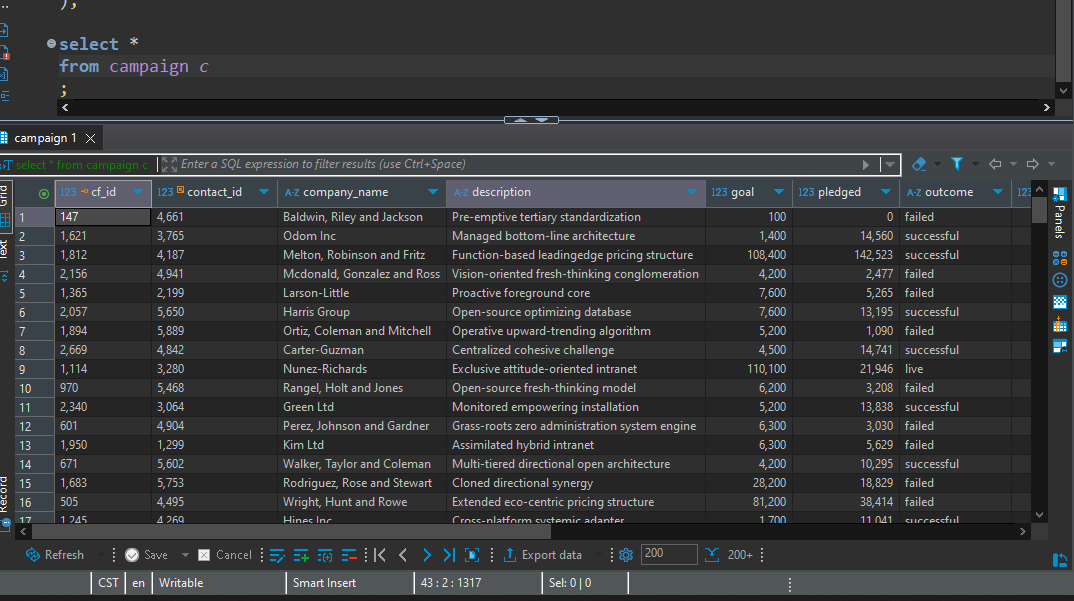 );
select *
from campaign c
;
campaign 1
select * from campaign c Enter a SQL expression to filter results (use Ctrl+Space)
Grid
Text
Record
Panels
123 cf_id 123 contact_id A-Z company_name A-Z description 123 goal 123 pledged A-Z outcome 123
1 147 4,661 Baldwin, Riley and Jackson Pre-emptive tertiary standardization 100 0 failed
2 1,621 3,765 Odom Inc Managed bottom-line architecture 1,400 14,560 successful
3 1,812 4,187 Melton, Robinson and Fritz Function-based leadingedge pricing structure 108,400 142,523 successful
4 2,156 4,941 Mcdonald, Gonzalez and Ross Vision-oriented fresh-thinking conglomeration 4,200 2,477 failed
5 1,365 2,199 Larson-Little Proactive foreground core 7,600 5,265 failed
6 2,057 5,650 Harris Group Open-source optimizing database 7,600 13,195 successful
7 1,894 5,889 Ortiz, Coleman and Mitchell Operative upward-trending algorithm 5,200 1,090 failed
8 2,669 4,842 Carter-Guzman Centralized cohesive challenge 4,500 14,741 successful
9 1,114 3,280 Nunez-Richards Exclusive attitude-oriented intranet 110,100 21,946 live
10 970 5,468 Rangel, Holt and Jones Open-source fresh-thinking model 6,200 3,208 failed
11 2,340 3,064 Green Ltd Monitored empowering installation 5,200 13,838 successful
12 601 4,904 Perez, Johnson and Gardner Grass-roots zero administration system engine 6,300 3,030 failed
13 1,950 1,299 Kim Ltd Assimilated hybrid intranet 6,300 5,629 failed
14 671 5,602 Walker, Taylor and Coleman Multi-tiered directional open architecture 4,200 10,295 successful
15 1,683 5,753 Rodriguez, Rose and Stewart Cloned directional synergy 28,200 18,829 failed
16 505 4,495 Wright, Hunt and Rowe Extended eco-centric pricing structure 81,200 38,414 failed
17 1,245 4,269 Hines Inc Cross-platform systemic adapter 1,700 11,041 successful
Refresh Save Cancel Export data 200 200+
CST en Writable Smart Insert 43 : 2 : 1317 Sel: 0 | 0